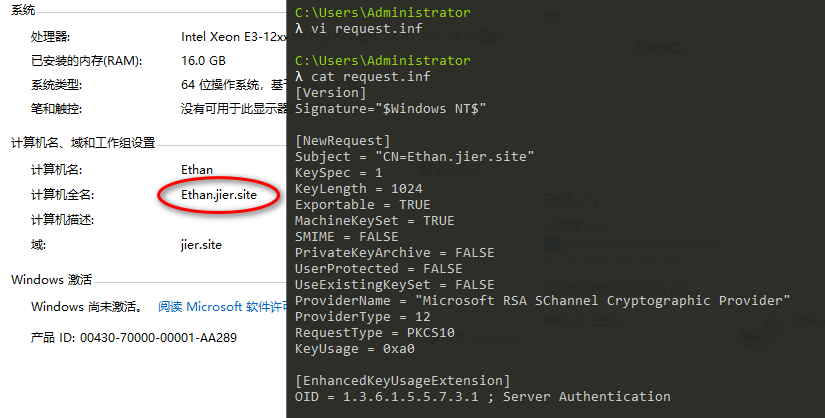 系统
处理器: Intel Xeon E3-12xx
已安装的内存(RAM): 16.0 GB
系统类型: 64 位操作系统，基于
笔和触控: 没有可用于此显示器
计算机名、域和工作组设置
计算机名: Ethan
计算机全名: Ethan.jier.site
计算机描述:
域: jier.site
Windows 激活
Windows 尚未激活。 阅读 Microsoft 软件许可
产品 ID: 00430-70000-00001-AA289
C:\Users\Administrator
λ vi request.inf
C:\Users\Administrator
λ cat request.inf
[Version]
Signature="$Windows NT$"
[NewRequest]
Subject = "CN=Ethan.jier.site"
KeySpec = 1
KeyLength = 1024
Exportable = TRUE
MachineKeySet = TRUE
SMIME = FALSE
PrivateKeyArchive = FALSE
UserProtected = FALSE
UseExistingKeySet = FALSE
ProviderName = "Microsoft RSA SChannel Cryptographic Provider"
ProviderType = 12
RequestType = PKCS10
KeyUsage = 0xa0
[EnhancedKeyUsageExtension]
OID = 1.3.6.1.5.5.7.3.1 ; Server Authentication